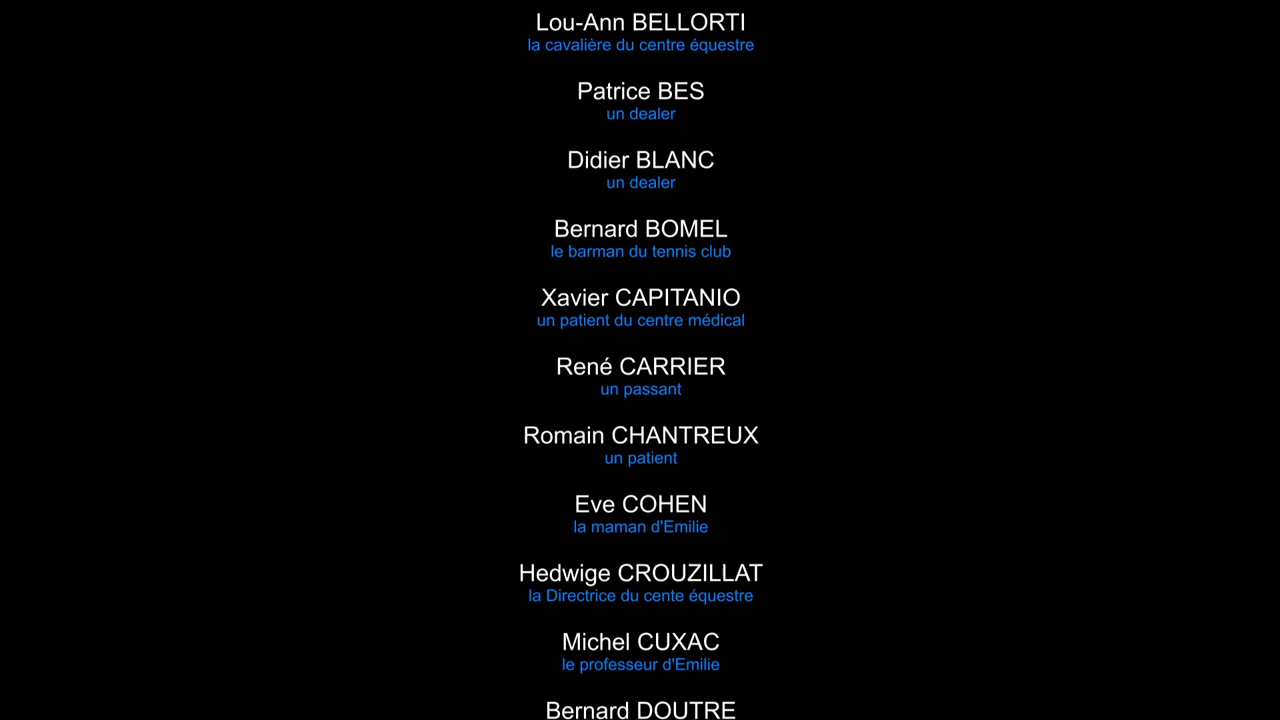 Lou-Ann BELLORTI
la cavalière du centre équestre
Patrice BES
un dealer
Didier BLANC
un dealer
Bernard BOMEL
le barman du tennis club
Xavier CAPITANIO
un patient du centre médical
René CARRIER
un passant
Romain CHANTREUX
un patient
Eve COHEN
la maman d'Emilie
Hedwige CROUZILLAT
la Directrice du cente équestre
Michel CUXAC
le professeur d'Emilie
Bernard DOUTRE